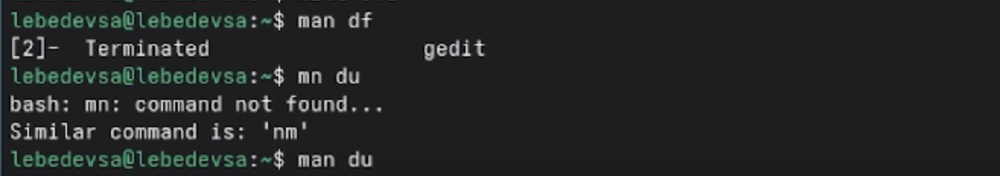 lebedevsa@lebedevsa:~$ man df
[2]-  Terminated                 gedit
lebedevsa@lebedevsa:~$ mn du
bash: mn: command not found...
Similar command is: 'nm'
lebedevsa@lebedevsa:~$ man du